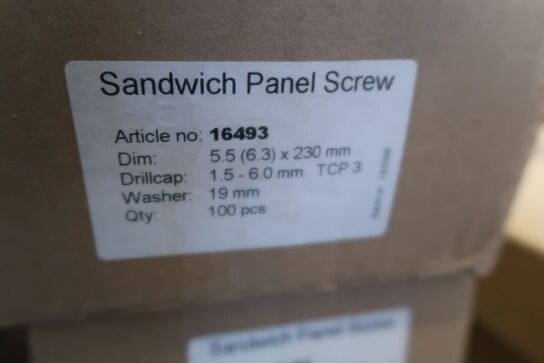 Sandwich Panel Screw
Article no: 16493
Dim: 5.5 (6.3) x 230 mm
Drillcap: 1.5 - 6.0 mm TCP 3
Washer: 19 mm
Qty: 100 pcs
Sandwich Panel Screw